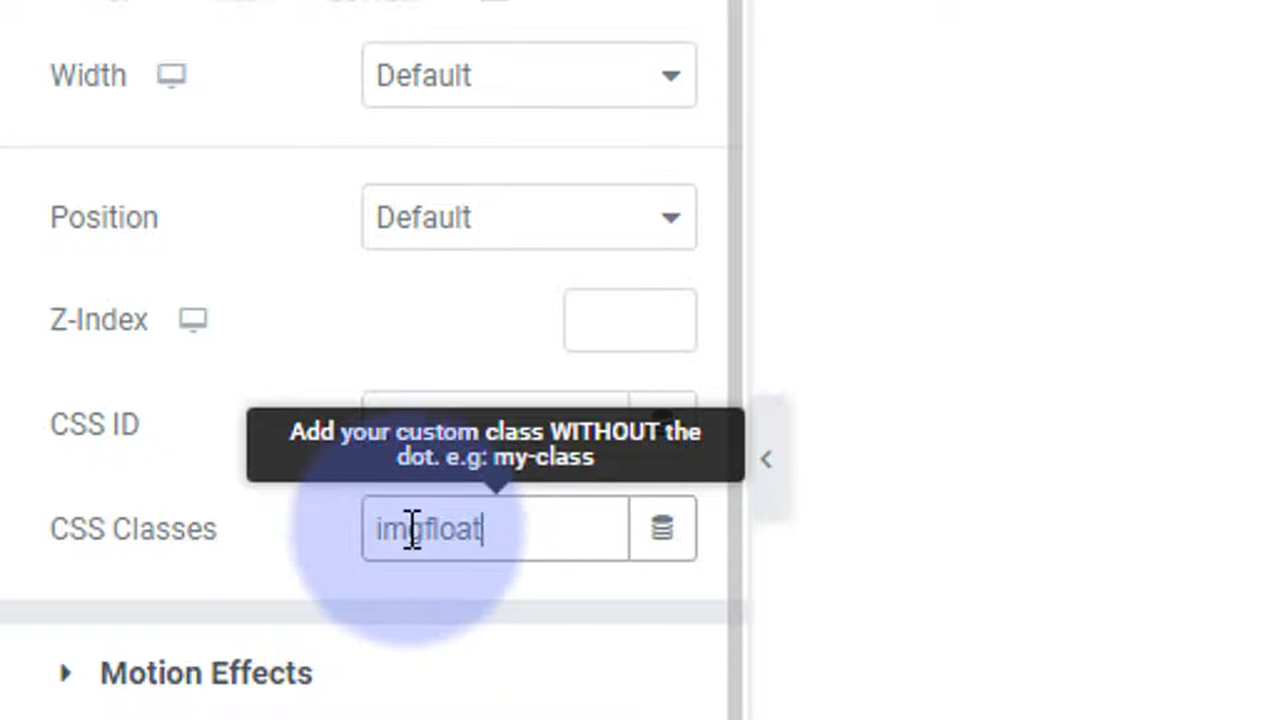 Width
Default
Position
Default
Z-Index
CSS ID
Add your custom class WITHOUT the
dot. e.g: my-class
CSS Classes
imgfloat
Motion Effects